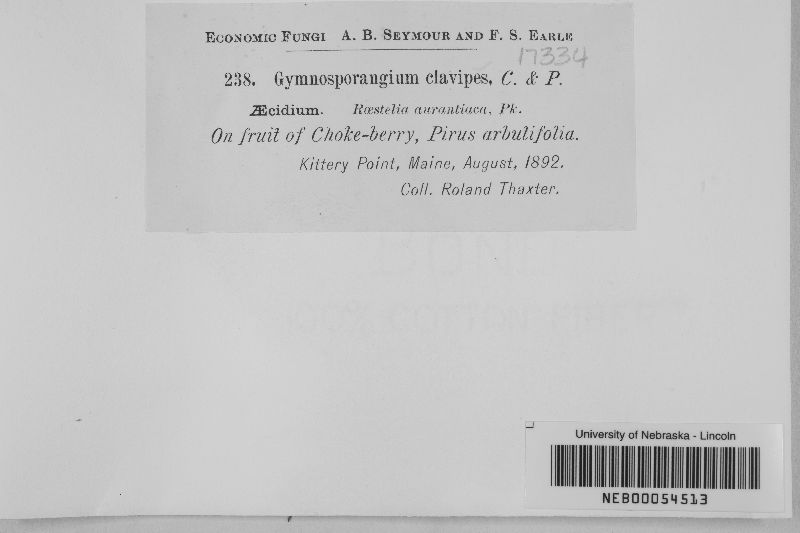 Economic Fungi A. B. Seymour and F. S. Earle
17334
238. Gymnosporangium clavipes, C. & P.
Æcidium. Rœstelia aurantiaca, Pk.
On fruit of Choke-berry, Pirus arbutifolia.
Kittery Point, Maine, August, 1892.
Coll. Roland Thaxter.
University of Nebraska - Lincoln
NEB00054513